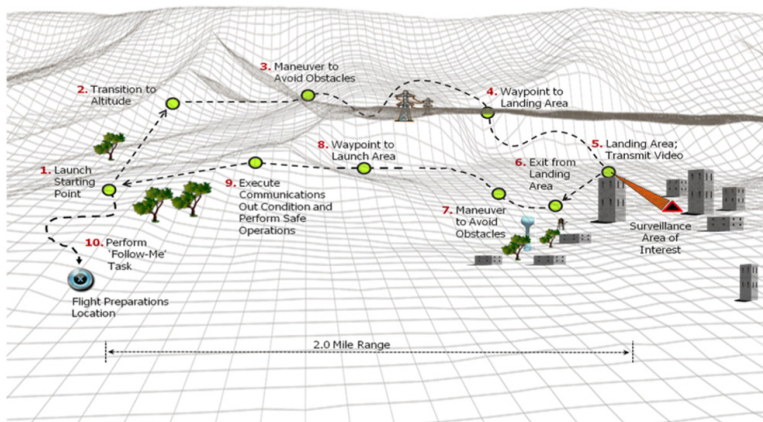 3. Maneuver to
Avoid Obstacles
2. Transition to
Altitude
4. Waypoint to
Landing Area
5. Landing Area;
Transmit Video
8. Waypoint to
Launch Area
6. Exit from
Landing
Area
1. Launch
Starting
Point
9. Execute
Communications
Out Condition and
Perform Safe
Operations
7. Maneuver
to Avoid
Obstacles
Surveillance
Area of
Interest
10. Perform
'Follow-Me'
Task
X
Flight Preparations
Location
2.0 Mile Range